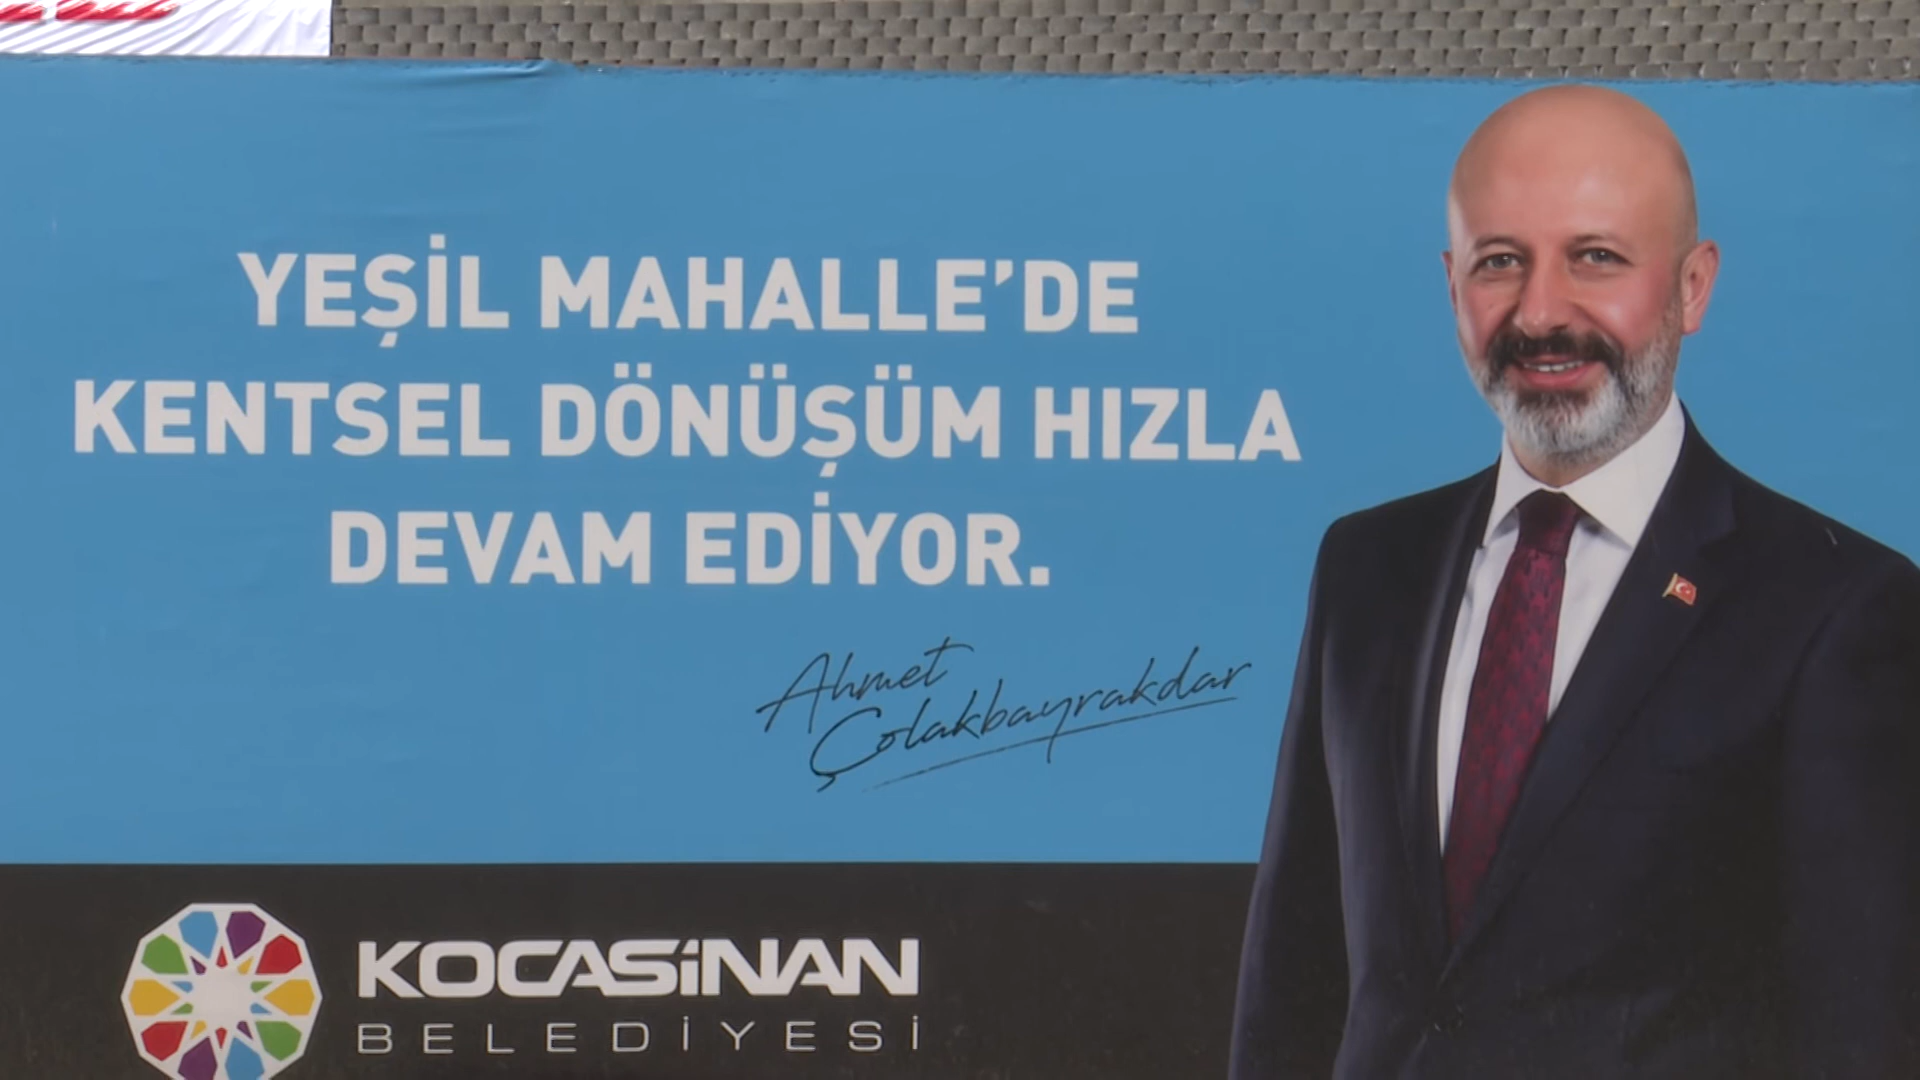 YEŞİL MAHALLE'DE
KENTSEL DÖNÜŞÜM HIZLA
DEVAM EDİYOR.
Ahmet
Çolakbayrakdar
KOCASİNAN
BELEDİYESİ